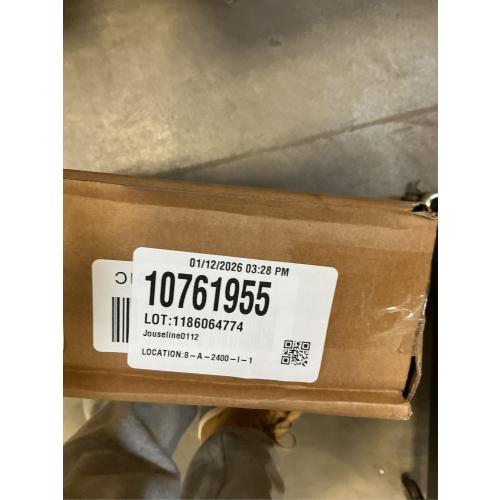 01/12/2026 03:28 PM
10761955
LOT:1186064774
Jouseline0112
LOCATION:8-A-2400-I-1